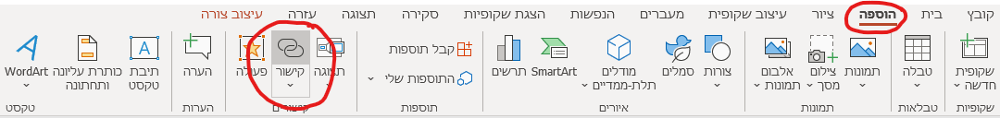 קובץ בית הוספה ציור עיצוב שקופית מעברים הנפשות הצגת שקופיות סקירה תצוגה עזרה עיצוב צורה
שקופית חדשה
שקופיות
טבלה
טבלאות
תמונות
צילום מסך
אלבום תמונות
תמונות
צורות
סמלים
מודלים תלת-ממדיים
SmartArt
תרשים
איורים
קבל תוספות
התוספות שלי
תוספות
תצוגה
קישור
פעולה
קישורים
הערה
הערות
תיבת טקסט
כותרת עליונה ותחתונה
WordArt
טקסט